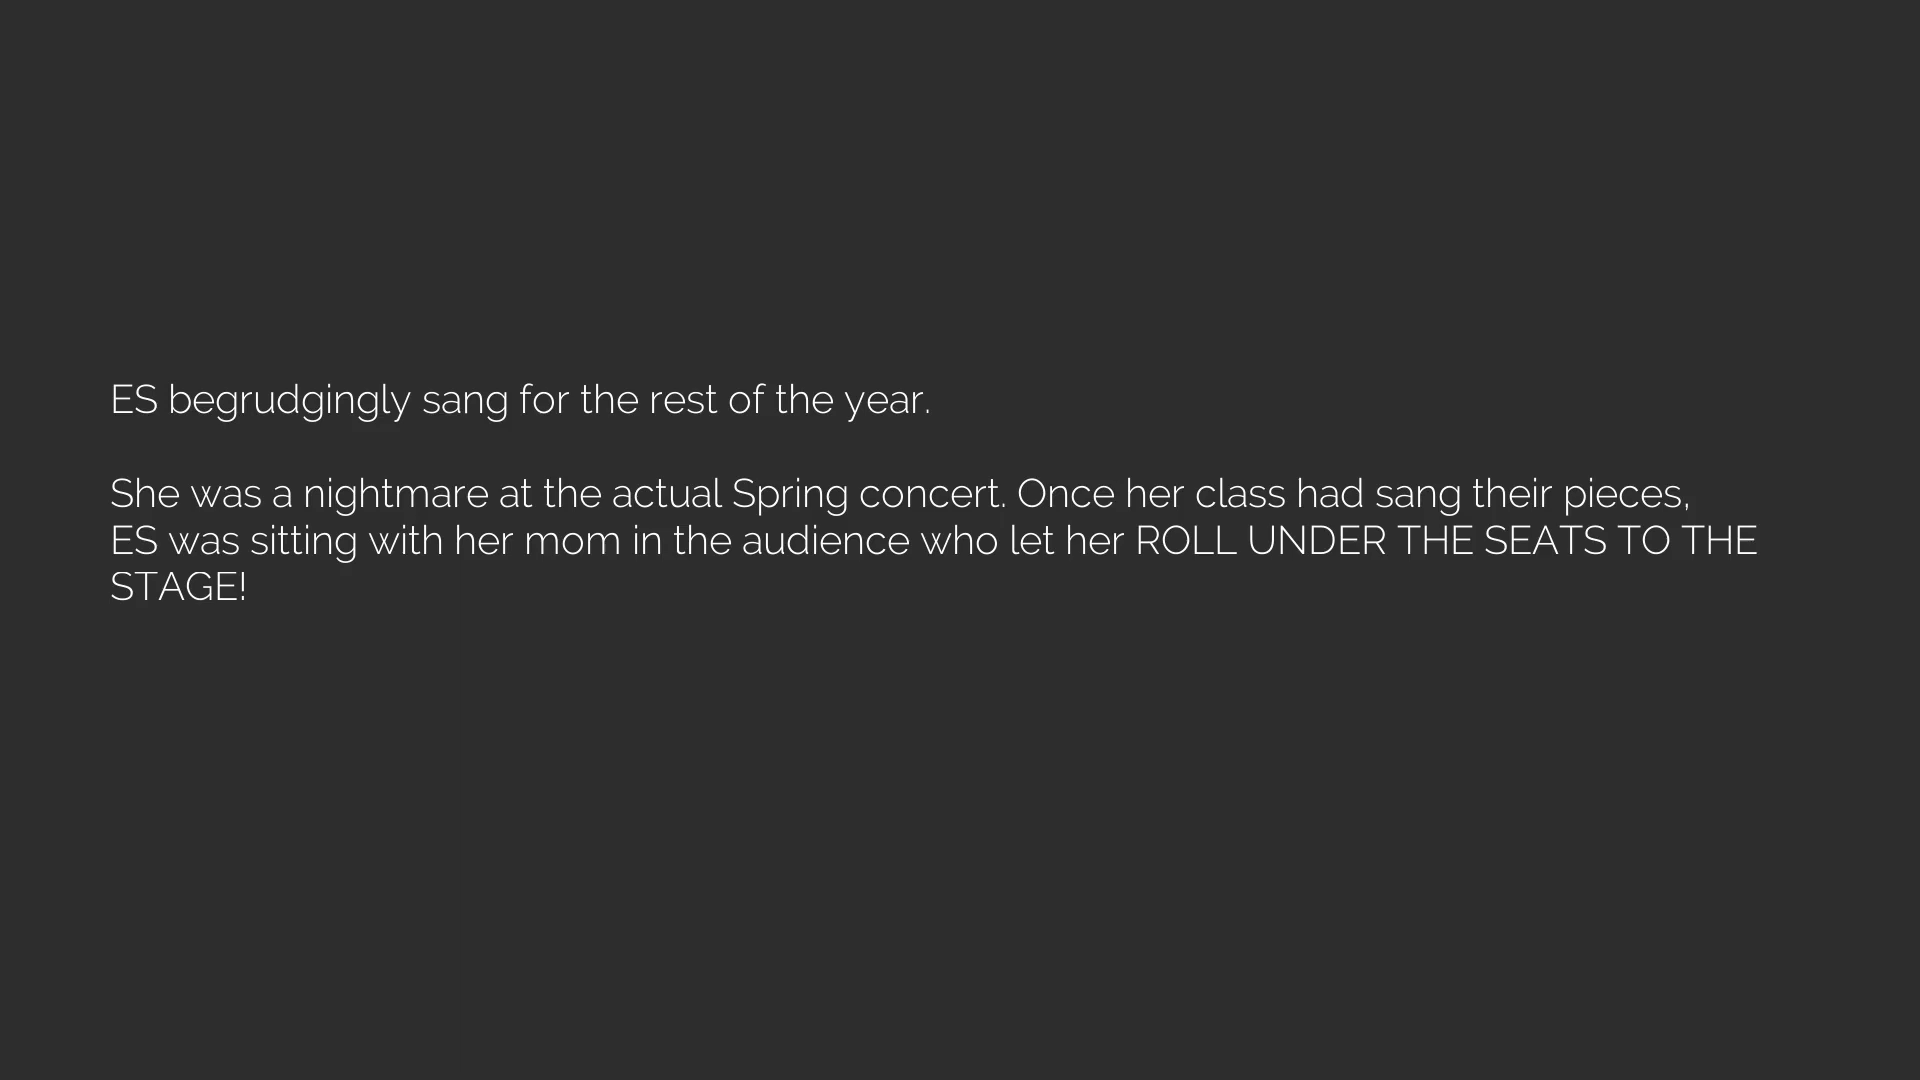 ES begrudgingly sang for the rest of the year.
She was a nightmare at the actual Spring concert. Once her class had sang their pieces,
ES was sitting with her mom in the audience who let her ROLL UNDER THE SEATS TO THE
STAGE!